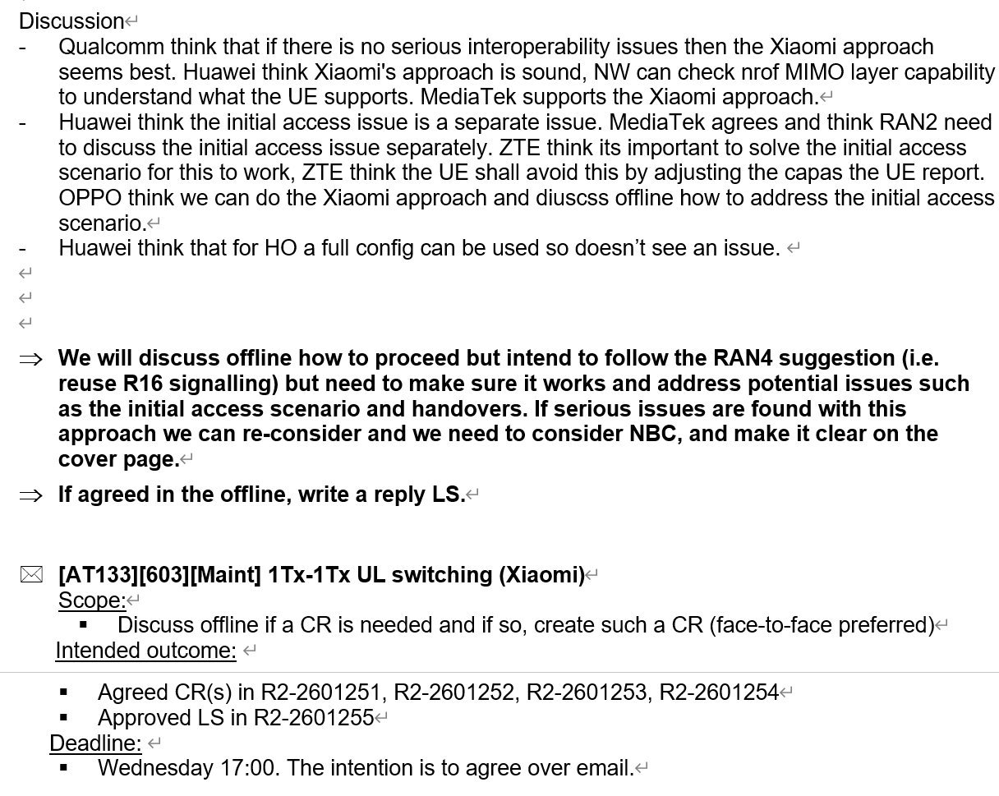 Discussion
- Qualcomm think that if there is no serious interoperability issues then the Xiaomi approach
seems best. Huawei think Xiaomi's approach is sound, NW can check nrof MIMO layer capability
to understand what the UE supports. MediaTek supports the Xiaomi approach.
- Huawei think the initial access issue is a separate issue. MediaTek agrees and think RAN2 need
to discuss the initial access issue separately. ZTE think its important to solve the initial access
scenario for this to work, ZTE think the UE shall avoid this by adjusting the capas the UE report.
OPPO think we can do the Xiaomi approach and diuscss offline how to address the initial access
scenario.
- Huawei think that for HO a full config can be used so doesn’t see an issue.
⇒ We will discuss offline how to proceed but intend to follow the RAN4 suggestion (i.e.
reuse R16 signalling) but need to make sure it works and address potential issues such
as the initial access scenario and handovers. If serious issues are found with this
approach we can re-consider and we need to consider NBC, and make it clear on the
cover page.
⇒ If agreed in the offline, write a reply LS.
[AT133][603][Maint] 1Tx-1Tx UL switching (Xiaomi)
Scope:
▪ Discuss offline if a CR is needed and if so, create such a CR (face-to-face preferred)
Intended outcome:
▪ Agreed CR(s) in R2-2601251, R2-2601252, R2-2601253, R2-2601254
▪ Approved LS in R2-2601255
Deadline:
▪ Wednesday 17:00. The intention is to agree over email.